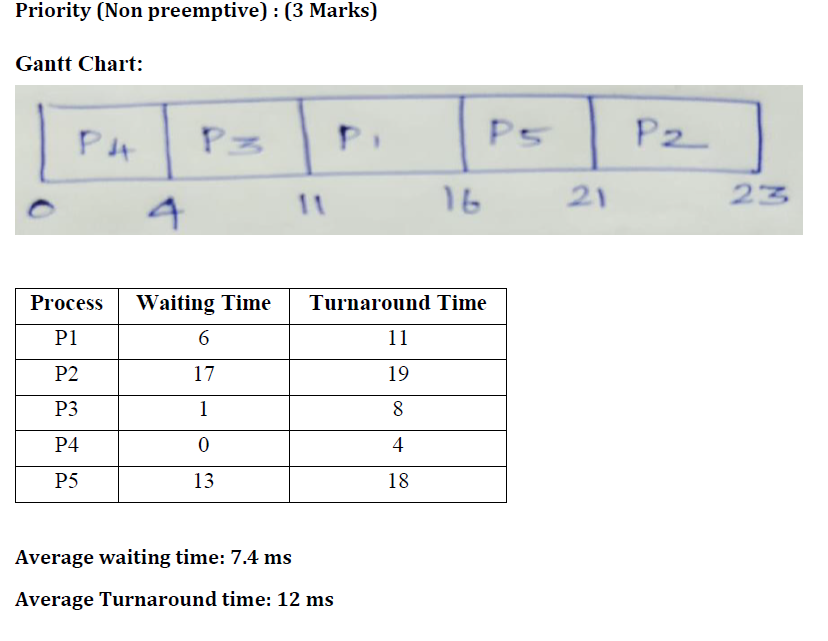 Priority (Non preemptive) : (3 Marks)
Gantt Chart:
P4 P3 P1 P5 P2
0 4 11 16 21 23
Process Waiting Time Turnaround Time
P1 6 11
P2 17 19
P3 1 8
P4 0 4
P5 13 18
Average waiting time: 7.4 ms
Average Turnaround time: 12 ms